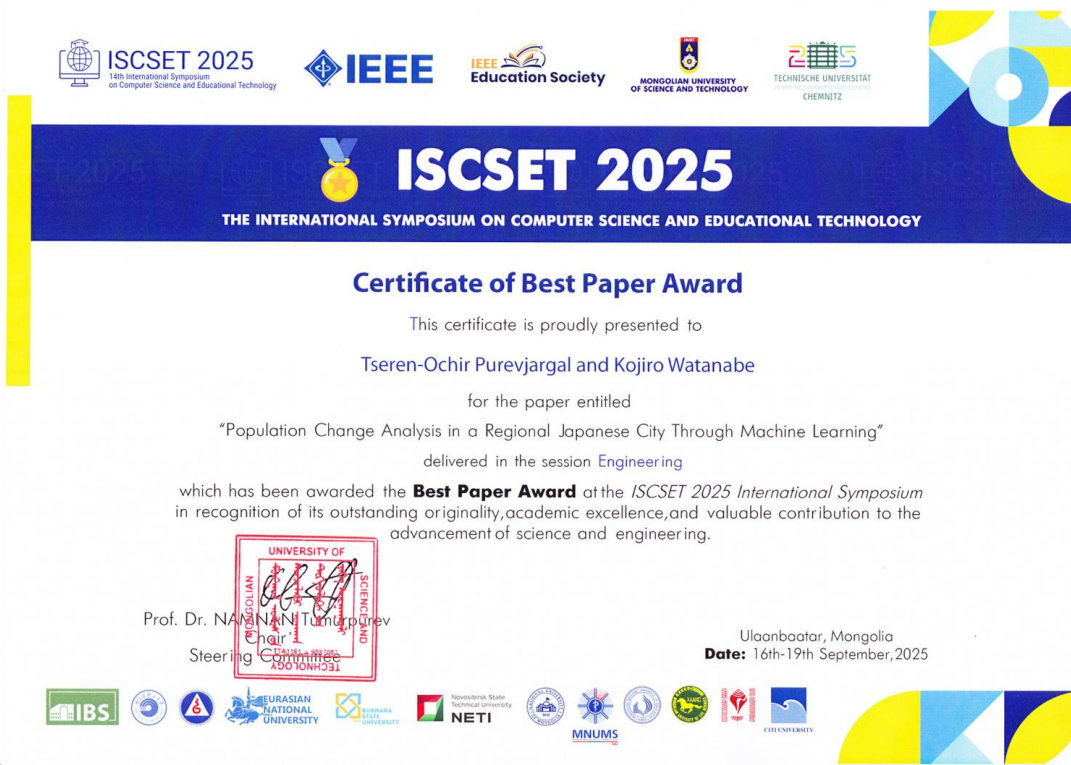 ISCSET 2025
14th International Symposium
on Computer Science and Educational Technology
IEEE
IEEE
Education Society
MONGOLIAN UNIVERSITY
OF SCIENCE AND TECHNOLOGY
TECHNISCHE UNIVERSITÄT
CHEMNITZ
ISCSET 2025
THE INTERNATIONAL SYMPOSIUM ON COMPUTER SCIENCE AND EDUCATIONAL TECHNOLOGY
Certificate of Best Paper Award
This certificate is proudly presented to
Tseren-Ochir Purevjargal and Kojiro Watanabe
for the paper entitled
“Population Change Analysis in a Regional Japanese City Through Machine Learning”
delivered in the session Engineering
which has been awarded the Best Paper Award at the ISCSET 2025 International Symposium
in recognition of its outstanding originality, academic excellence, and valuable contribution to the
advancement of science and engineering.
UNIVERSITY OF
SCIENCE AND
TECHNOLOGY
MONGOLIAN
Prof. Dr. NAMNAN Tumurpurev
Chair
Steering Committee
Ulaanbaatar, Mongolia
Date: 16th-19th September, 2025
IBS
EURASIAN
NATIONAL
UNIVERSITY
BUKHARA
STATE
UNIVERSITY
Novosibirsk State
Technical University
NETI
MNUMS
CITI UNIVERSITY